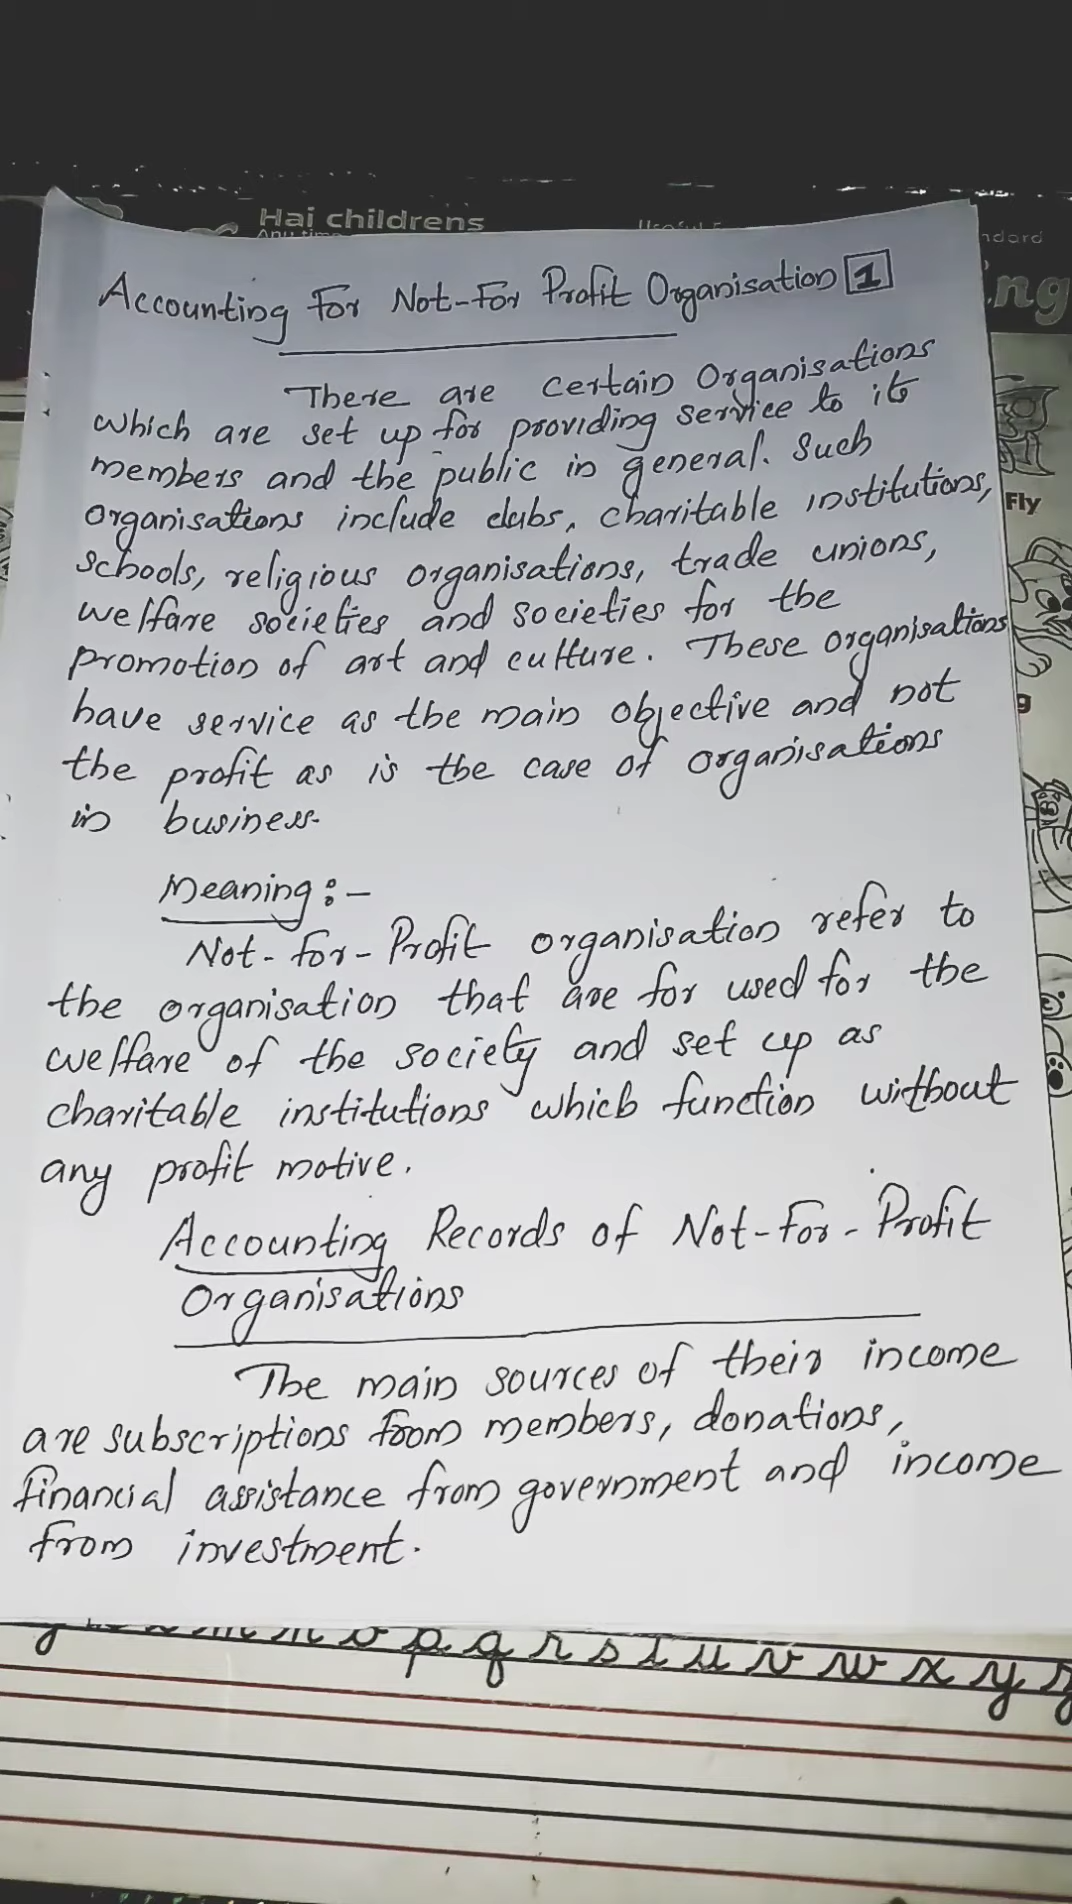 Hai childrens
Any time
ndard
ing
Accounting For Not-For Profit Organisation 1
There are certain Organisations
which are set up for providing service to its
members and the public in general. Such
Organisations include clubs, charitable institutions,
Schools, religious organisations, trade unions,
welfare societies and societies for the
promotion of art and culture. These organisations
have service as the main objective and not
the profit as is the case of organisations
in business.
Fly
g
Meaning :-
Not-for-Profit organisation refer to
the organisation that are for used for the
welfare of the society and set up as
charitable institutions which function without
any profit motive.
Accounting Records of Not-For-Profit
Organisations
The main sources of their income
are subscriptions from members, donations,
financial assistance from government and income
from investment.
o p q r s t u v w x y z